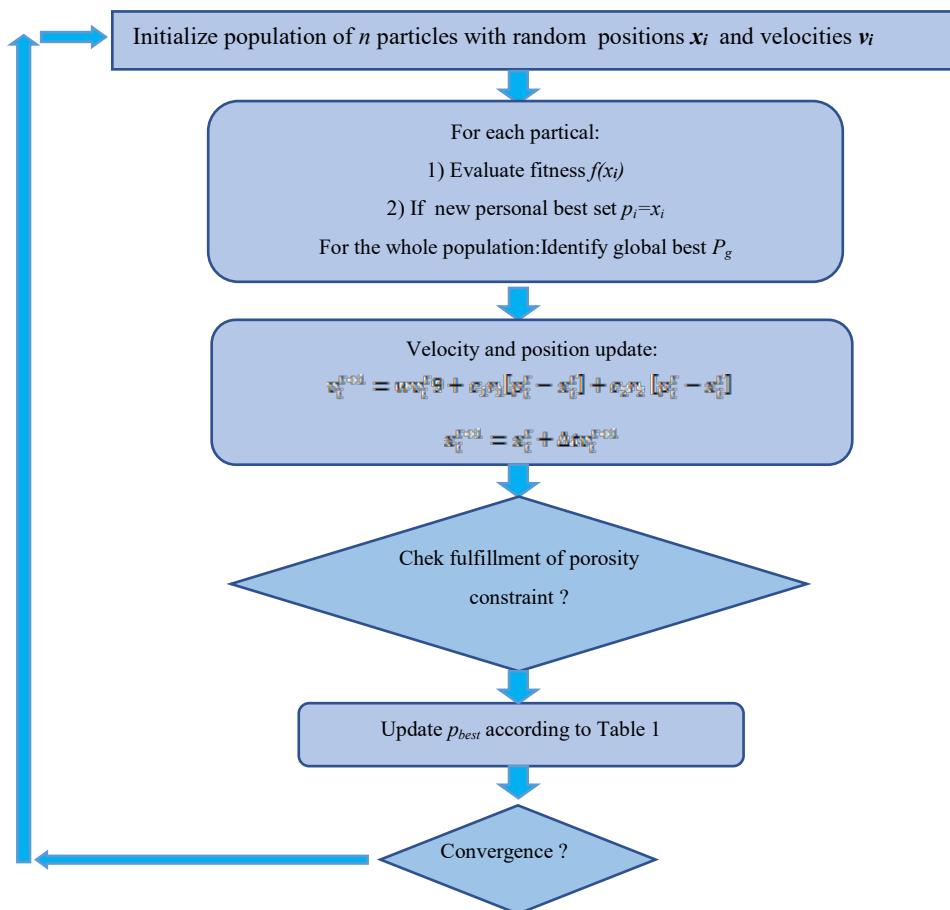 Initialize population of n particles with random positions xᵢ and velocities vᵢ
For each partical:
1) Evaluate fitness f(xᵢ)
2) If new personal best set pᵢ=xᵢ
For the whole population:Identify global best P_g
Velocity and position update:
Chek fulfillment of porosity
constraint ?
Update p_best according to Table 1
Convergence ?